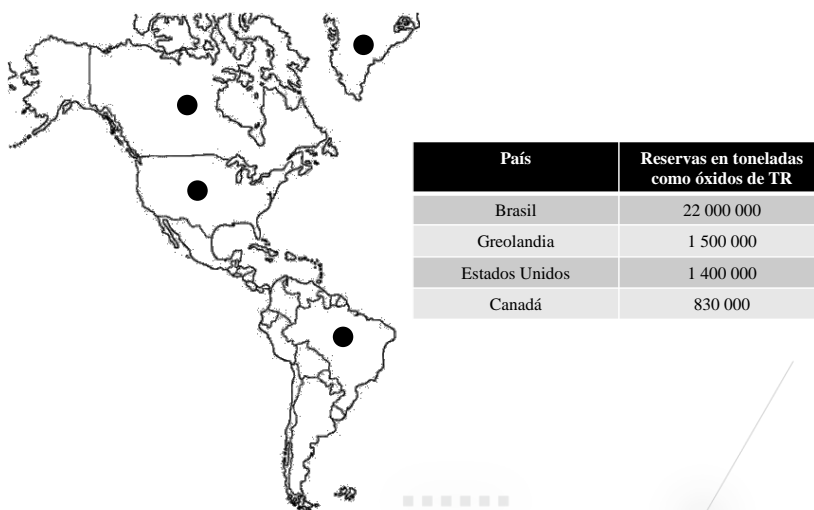 País
Reservas en toneladas
como óxidos de TR
Brasil
22 000 000
Greolandia
1 500 000
Estados Unidos
1 400 000
Canadá
830 000